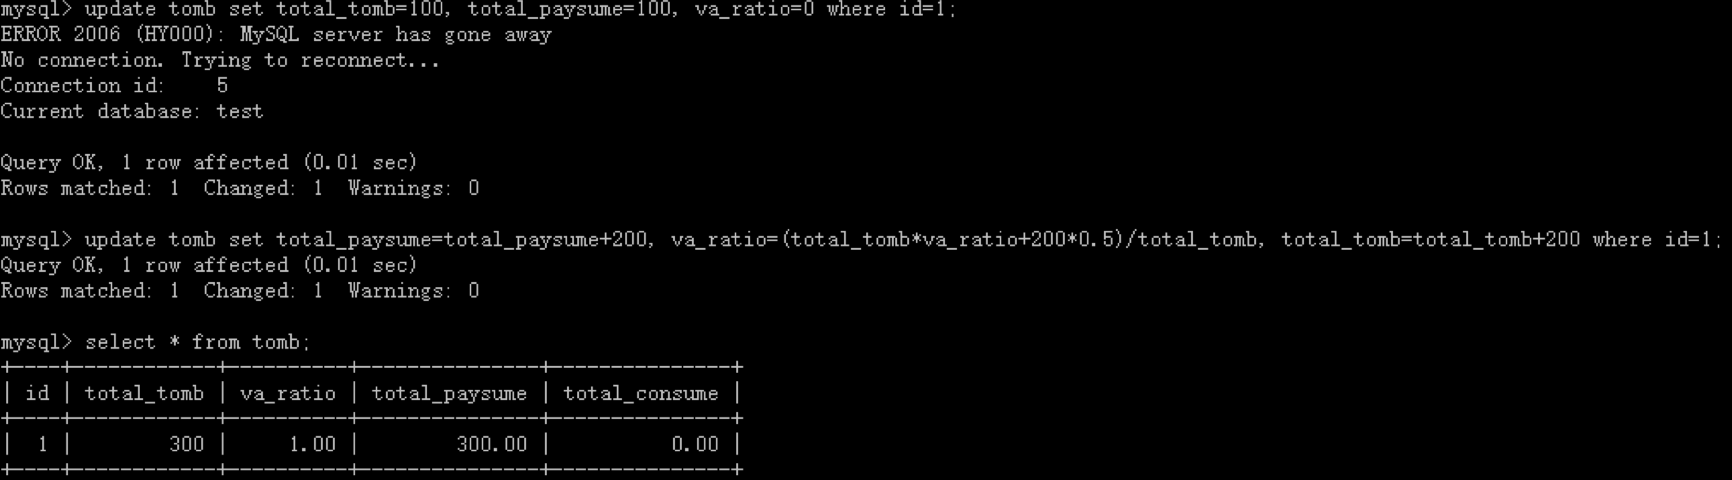 mysql> update tomb set total_tomb=100, total_paysume=100, va_ratio=0 where id=1;
ERROR 2006 (HY000): MySQL server has gone away
No connection. Trying to reconnect...
Connection id:    5
Current database: test

Query OK, 1 row affected (0.01 sec)
Rows matched: 1  Changed: 1  Warnings: 0

mysql> update tomb set total_paysume=total_paysume+200, va_ratio=(total_tomb*va_ratio+200*0.5)/total_tomb, total_tomb=total_tomb+200 where id=1;
Query OK, 1 row affected (0.01 sec)
Rows matched: 1  Changed: 1  Warnings: 0

mysql> select * from tomb;
+----+------------+----------+---------------+---------------+
| id | total_tomb | va_ratio | total_paysume | total_consume |
+----+------------+----------+---------------+---------------+
|  1 |        300 |     1.00 |        300.00 |          0.00 |
+----+------------+----------+---------------+---------------+